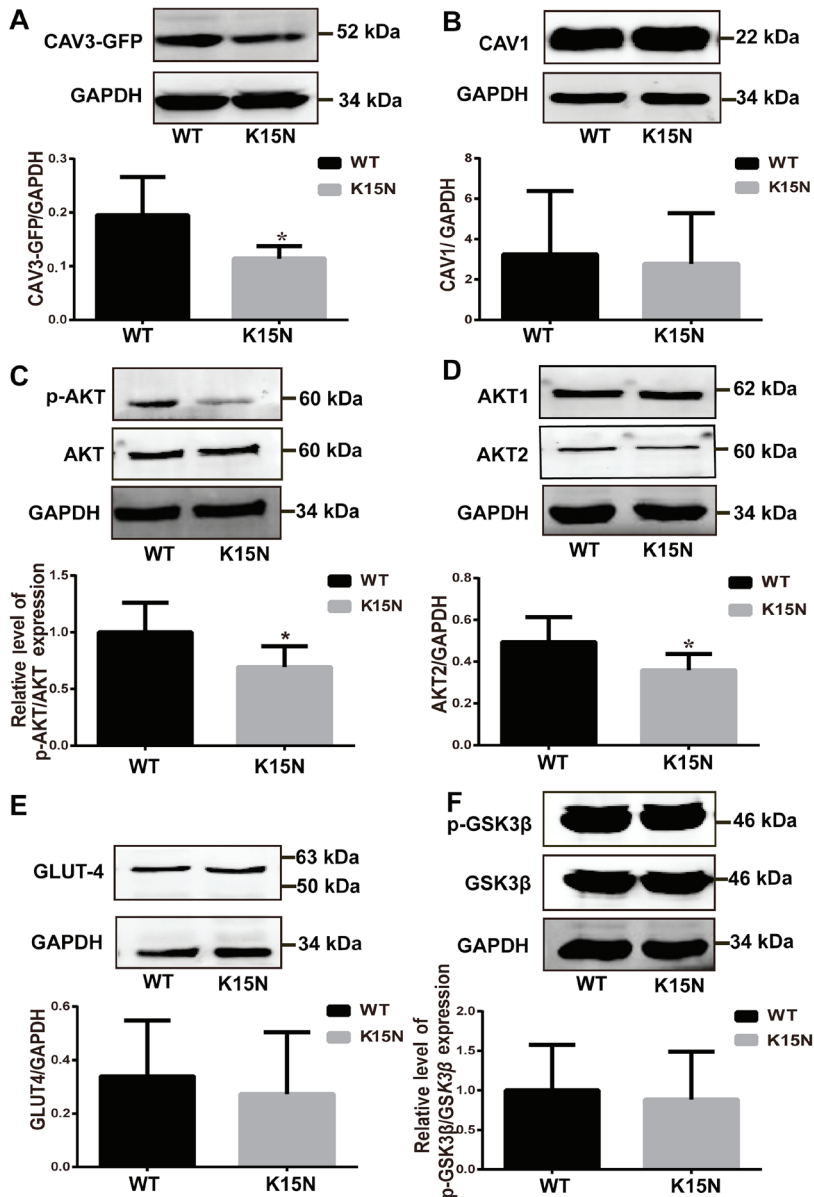 A
CAV3-GFP
52 kDa
GAPDH
34 kDa
WT K15N
CAV3-GFP/GAPDH
0.3
0.2
0.1
0.0
*
WT
K15N
WT K15N
B
CAV1
22 kDa
GAPDH
34 kDa
WT K15N
CAV1/ GAPDH
8
6
4
2
0
WT
K15N
WT K15N
C
p-AKT
60 kDa
AKT
60 kDa
GAPDH
34 kDa
WT K15N
Relative level of
p-AKT/AKT expression
1.5
1.0
0.5
0.0
*
WT
K15N
WT K15N
D
AKT1
62 kDa
AKT2
60 kDa
GAPDH
34 kDa
WT K15N
AKT2/GAPDH
0.8
0.6
0.4
0.2
0.0
*
WT
K15N
WT K15N
E
GLUT-4
63 kDa
50 kDa
GAPDH
34 kDa
WT K15N
GLUT4/GAPDH
0.6
0.4
0.2
0.0
WT
K15N
WT K15N
F
p-GSK3β
46 kDa
GSK3β
46 kDa
GAPDH
34 kDa
WT K15N
Relative level of
p-GSK3β/GSK3β expression
2.0
1.5
1.0
0.5
0.0
WT
K15N
WT K15N